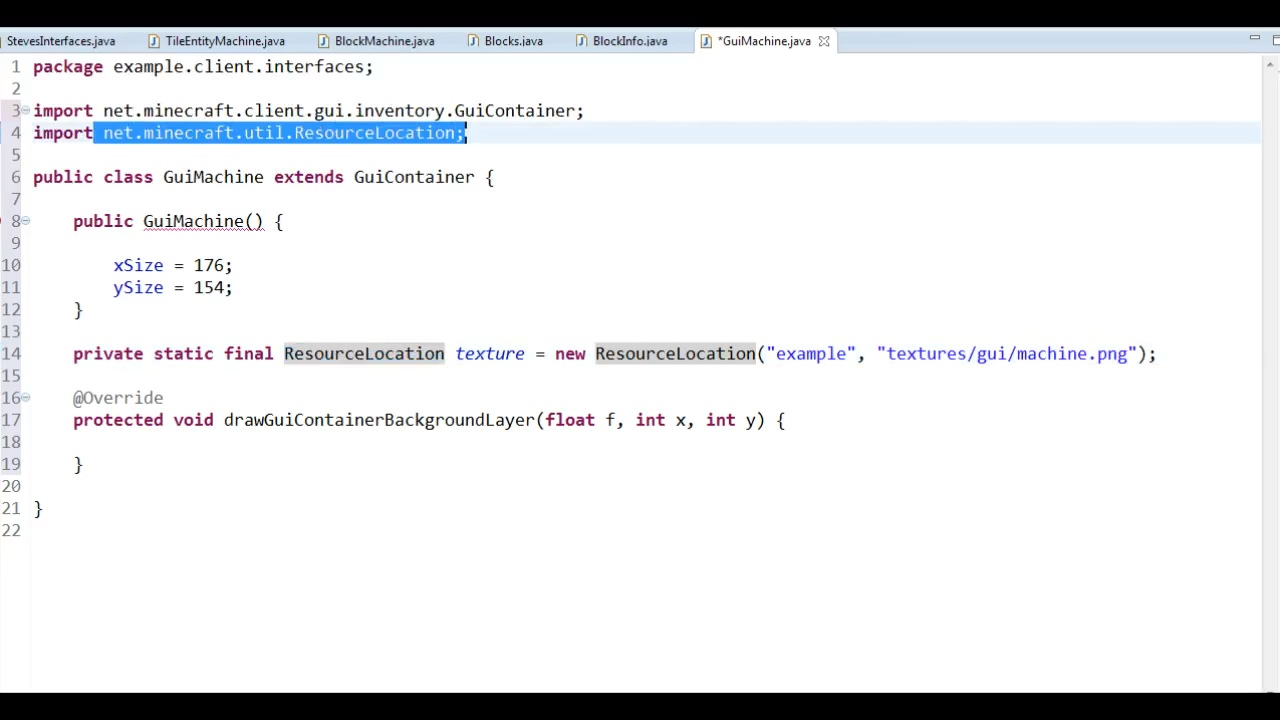 StevesInterfaces.java TileEntityMachine.java BlockMachine.java Blocks.java BlockInfo.java *GuiMachine.java
1 package example.client.interfaces;
2
3 import net.minecraft.client.gui.inventory.GuiContainer;
4 import net.minecraft.util.ResourceLocation;
5
6 public class GuiMachine extends GuiContainer {
7
8 public GuiMachine() {
9
10 xSize = 176;
11 ySize = 154;
12 }
13
14 private static final ResourceLocation texture = new ResourceLocation("example", "textures/gui/machine.png");
15
16 @Override
17 protected void drawGuiContainerBackgroundLayer(float f, int x, int y) {
18
19 }
20
21 }
22